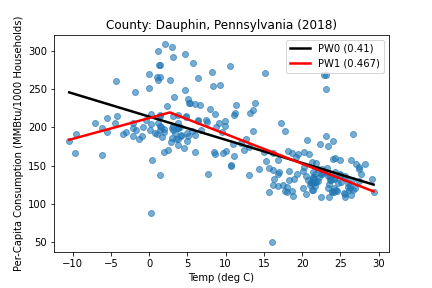 County: Dauphin, Pennsylvania (2018)
PW0 (0.41)
PW1 (0.467)
Per-Capita Consumption (MMBtu/1000 Households)
300
250
200
150
100
50
−10 −5 0 5 10 15 20 25 30
Temp (deg C)